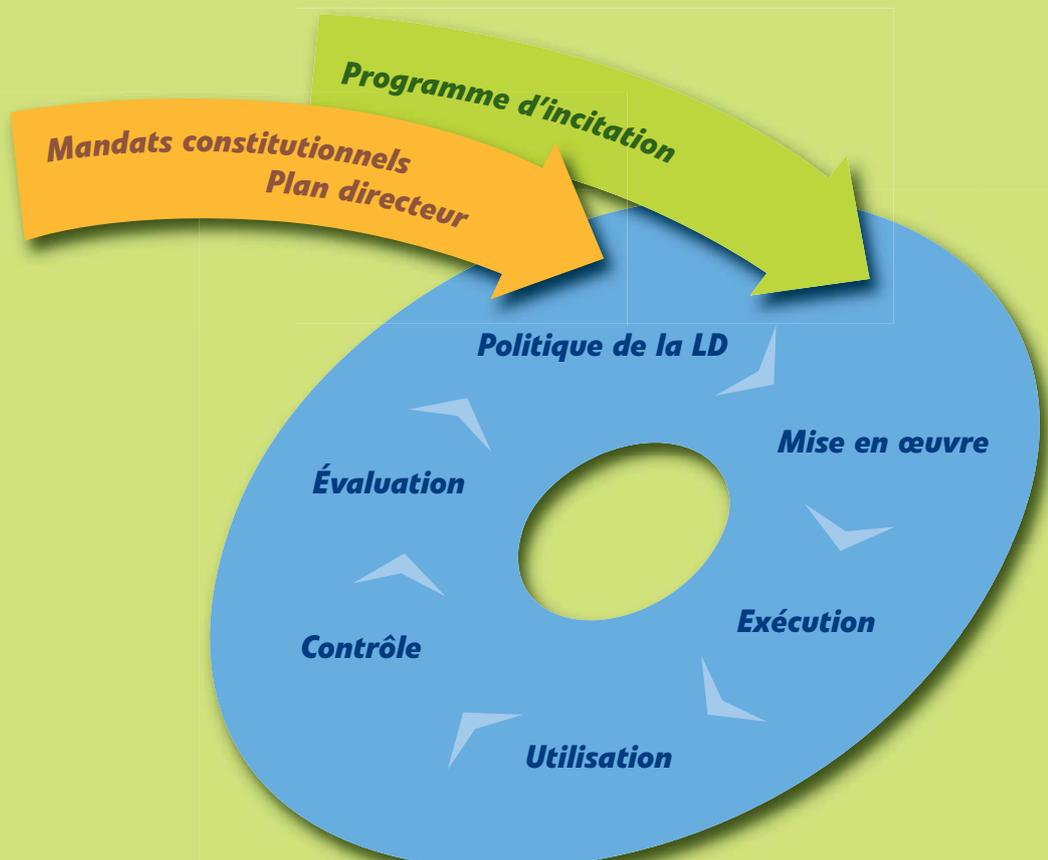 Programme d’incitation
Mandats constitutionnels
Plan directeur
Politique de la LD
Mise en œuvre
Évaluation
Exécution
Contrôle
Utilisation